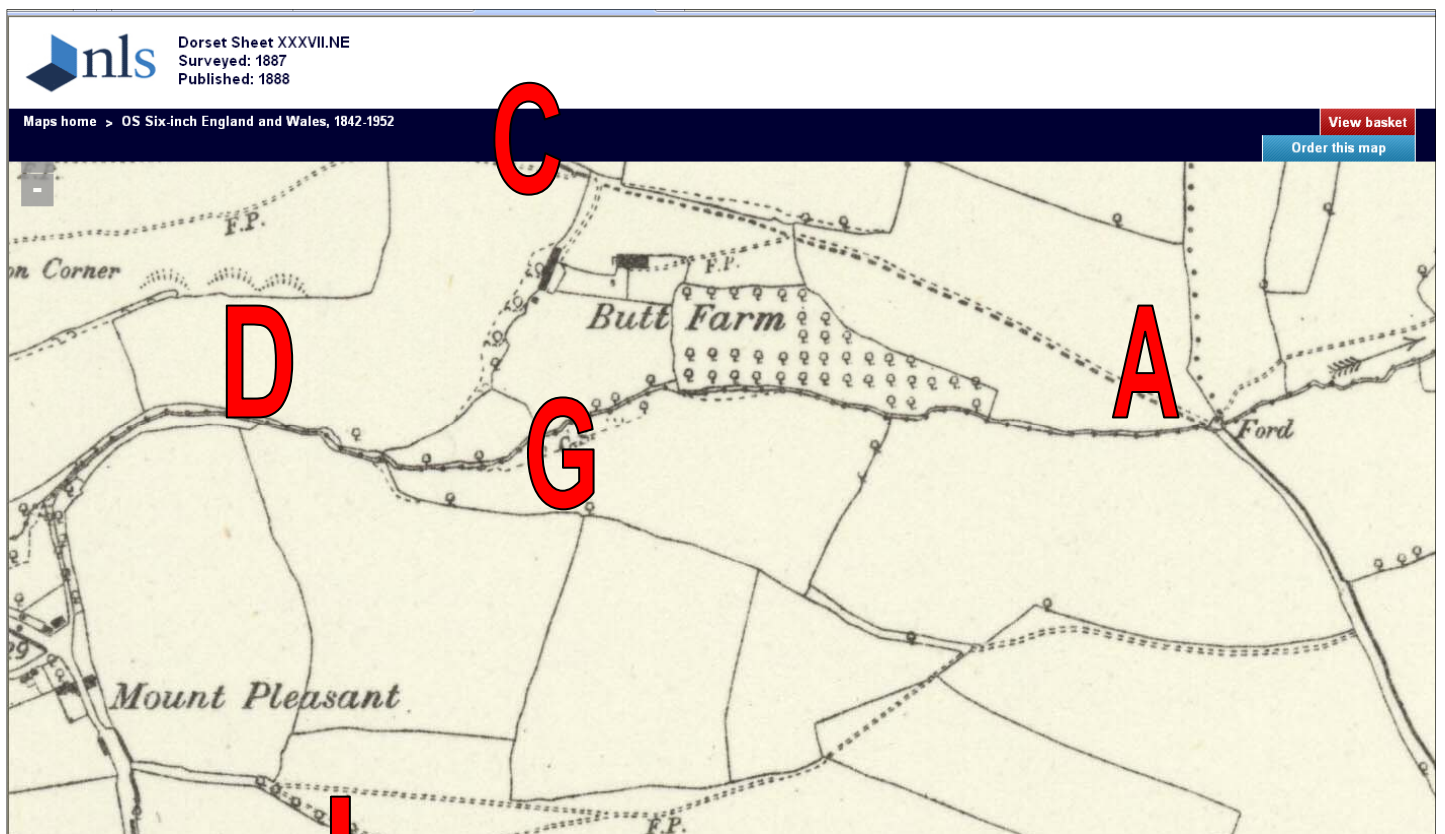 nls
Dorset Sheet XXXVII.NE
Surveyed: 1887
Published: 1888
Maps home > OS Six-inch England and Wales, 1842-1952
View basket
Order this map
C
-
F.P.
on Corner
F.P.
Butt Farm
D
A
G
Ford
Mount Pleasant
F.P.